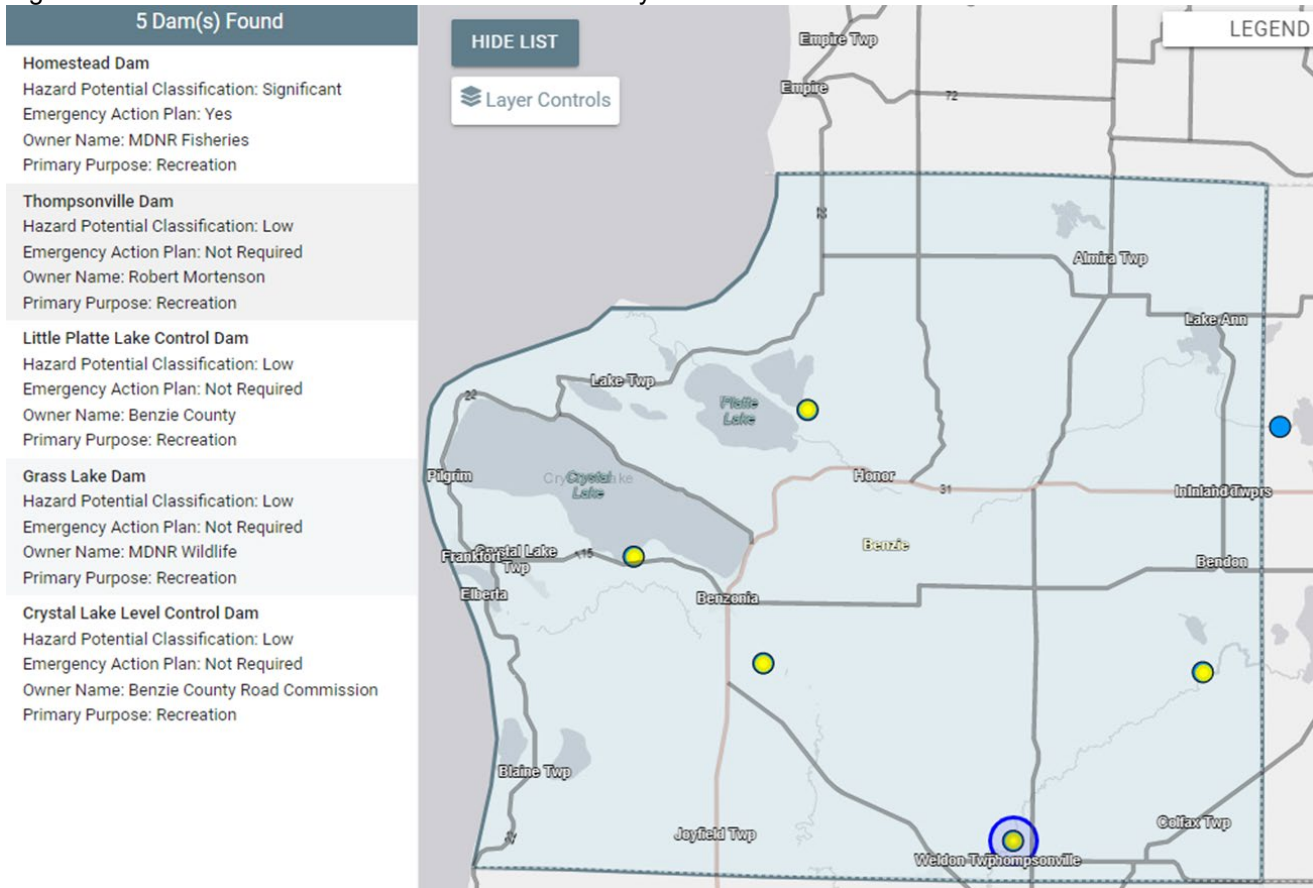 5 Dam(s) Found
Homestead Dam
Hazard Potential Classification: Significant
Emergency Action Plan: Yes
Owner Name: MDNR Fisheries
Primary Purpose: Recreation
Thompsonville Dam
Hazard Potential Classification: Low
Emergency Action Plan: Not Required
Owner Name: Robert Mortenson
Primary Purpose: Recreation
Little Platte Lake Control Dam
Hazard Potential Classification: Low
Emergency Action Plan: Not Required
Owner Name: Benzie County
Primary Purpose: Recreation
Grass Lake Dam
Hazard Potential Classification: Low
Emergency Action Plan: Not Required
Owner Name: MDNR Wildlife
Primary Purpose: Recreation
Crystal Lake Level Control Dam
Hazard Potential Classification: Low
Emergency Action Plan: Not Required
Owner Name: Benzie County Road Commission
Primary Purpose: Recreation
HIDE LIST
Layer Controls
LEGEND
Empire Twp
Empire
72
Almira Twp
Lake Ann
Lake Twp
22
Platte
Lake
Pilgrim
Crystal
Lake
Honor
31
Benzie
Frankfort
Crystal Lake
Twp
115
Bendon
Elberta
Benzonia
Blaine Twp
Joyfield Twp
Colfax Twp
Weldon Twp